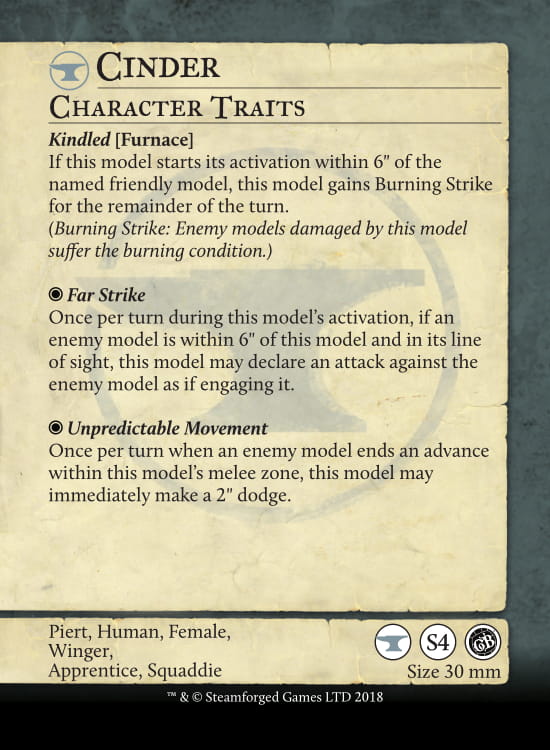 Cinder
Character Traits
Kindled [Furnace]
If this model starts its activation within 6" of the
named friendly model, this model gains Burning Strike
for the remainder of the turn.
(Burning Strike: Enemy models damaged by this model
suffer the burning condition.)
Far Strike
Once per turn during this model's activation, if an
enemy model is within 6" of this model and in its line
of sight, this model may declare an attack against the
enemy model as if engaging it.
Unpredictable Movement
Once per turn when an enemy model ends an advance
within this model's melee zone, this model may
immediately make a 2" dodge.
Piert, Human, Female,
Winger,
Apprentice, Squaddie
S4
GB
Size 30 mm
™ & © Steamforged Games LTD 2018